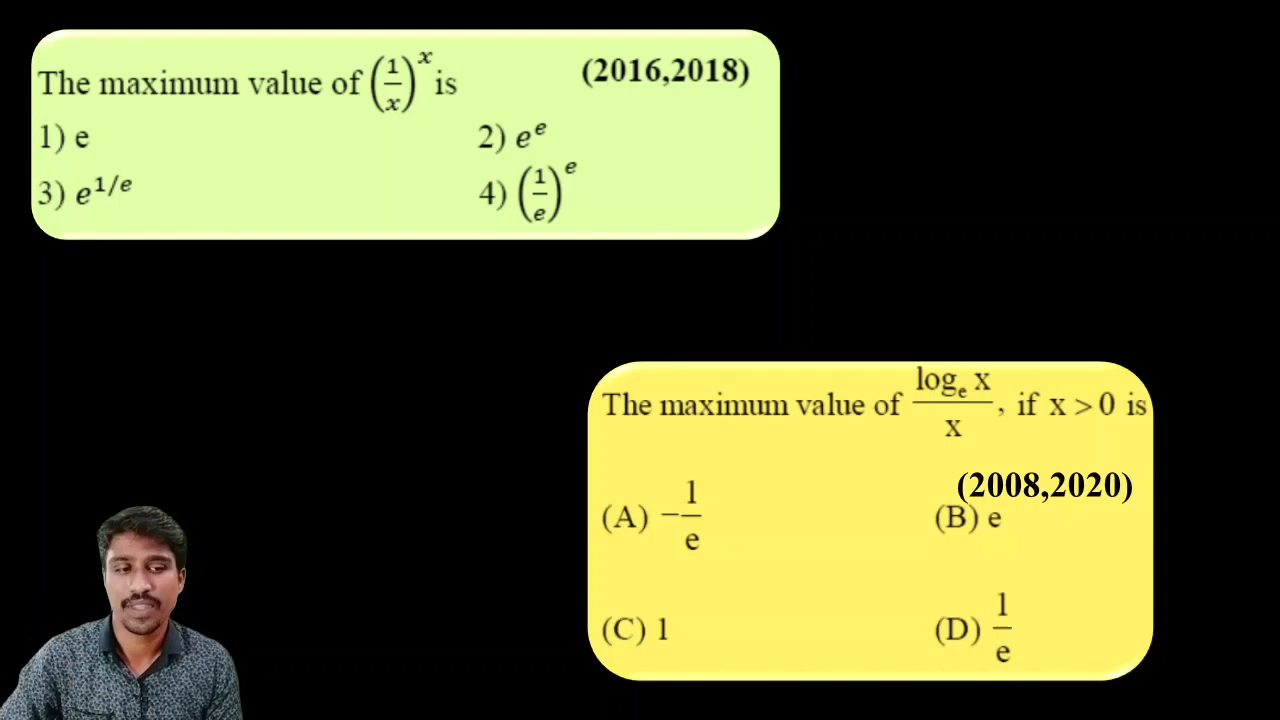 The maximum value of (1/x)^x is (2016,2018)
1) e 2) e^e
3) e^{1/e} 4) (1/e)^e
The maximum value of log_e x / x, if x > 0 is
(2008,2020)
(A) −1/e (B) e
(C) 1 (D) 1/e